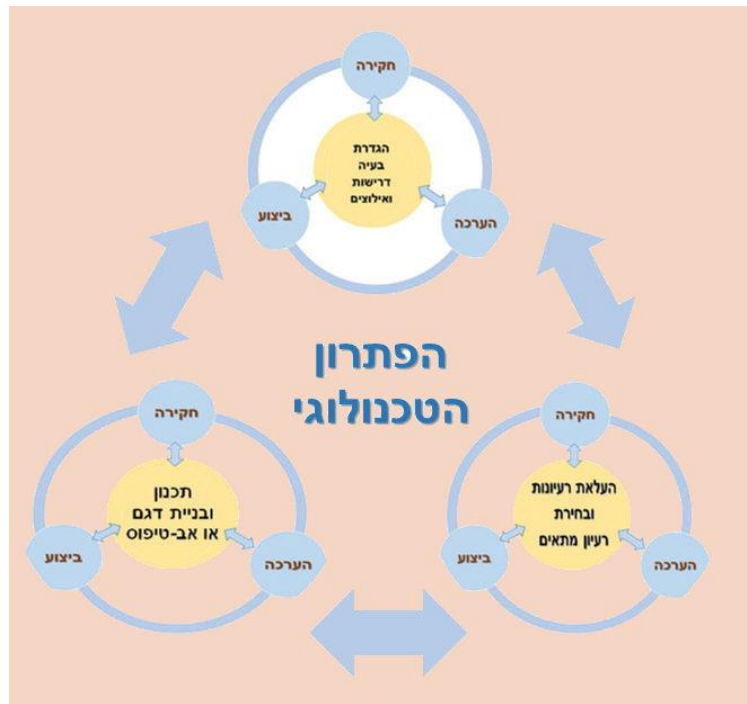 חקירה
הגדרת
בעיה
דרישות
ואילוצים
ביצוע
הערכה
הפתרון
הטכנולוגי
חקירה
העלאת רעיונות
ובחירת
רעיון מתאים
ביצוע
הערכה
חקירה
תכנון
ובניית דגם
או אב-טיפוס
ביצוע
הערכה